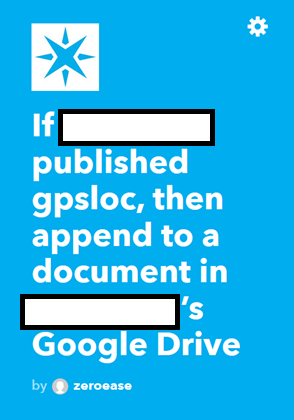 If
published
gpsloc, then
append to a
document in
’s
Google Drive
by zeroease